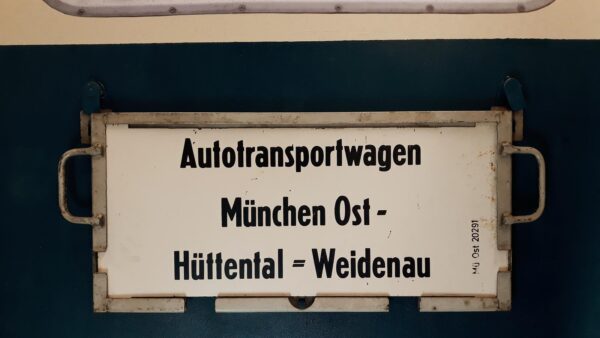 Autotransportwagen
München Ost -
Hüttental = Weidenau
Mü Ost 20291